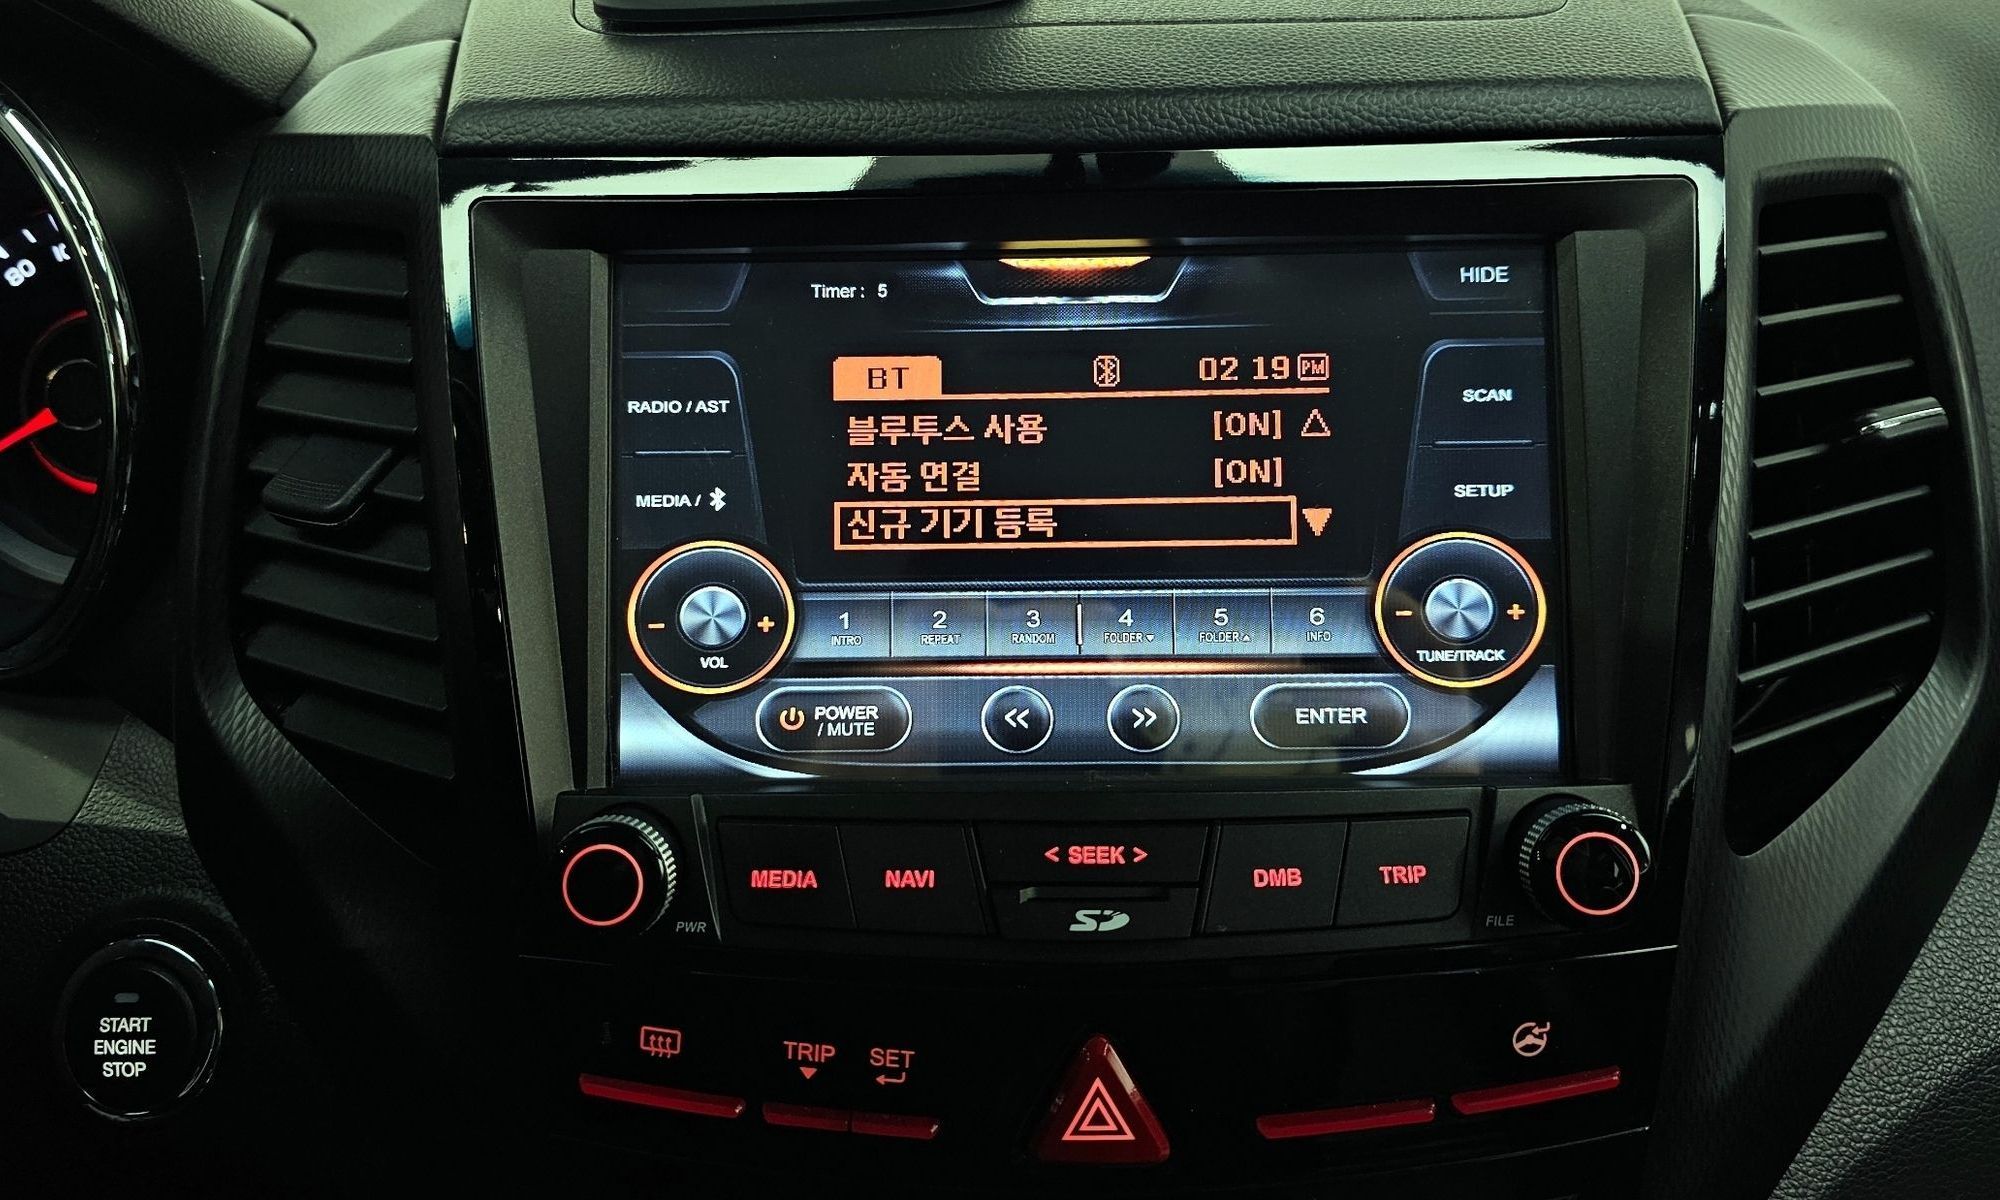 80
Timer : 5
HIDE
BT 02 19 PM
블루투스 사용 [ON]
자동 연결 [ON]
신규 기기 등록
RADIO / AST
MEDIA /
SCAN
SETUP
- +
VOL
1 INTRO
2 REPEAT
3 RANDOM
4 FOLDER
5 FOLDER
6 INFO
- +
TUNE/TRACK
POWER
/ MUTE
<< >>
ENTER
MEDIA
NAVI
< SEEK >
DMB
TRIP
PWR
SD
FILE
START
ENGINE
STOP
TRIP
SET